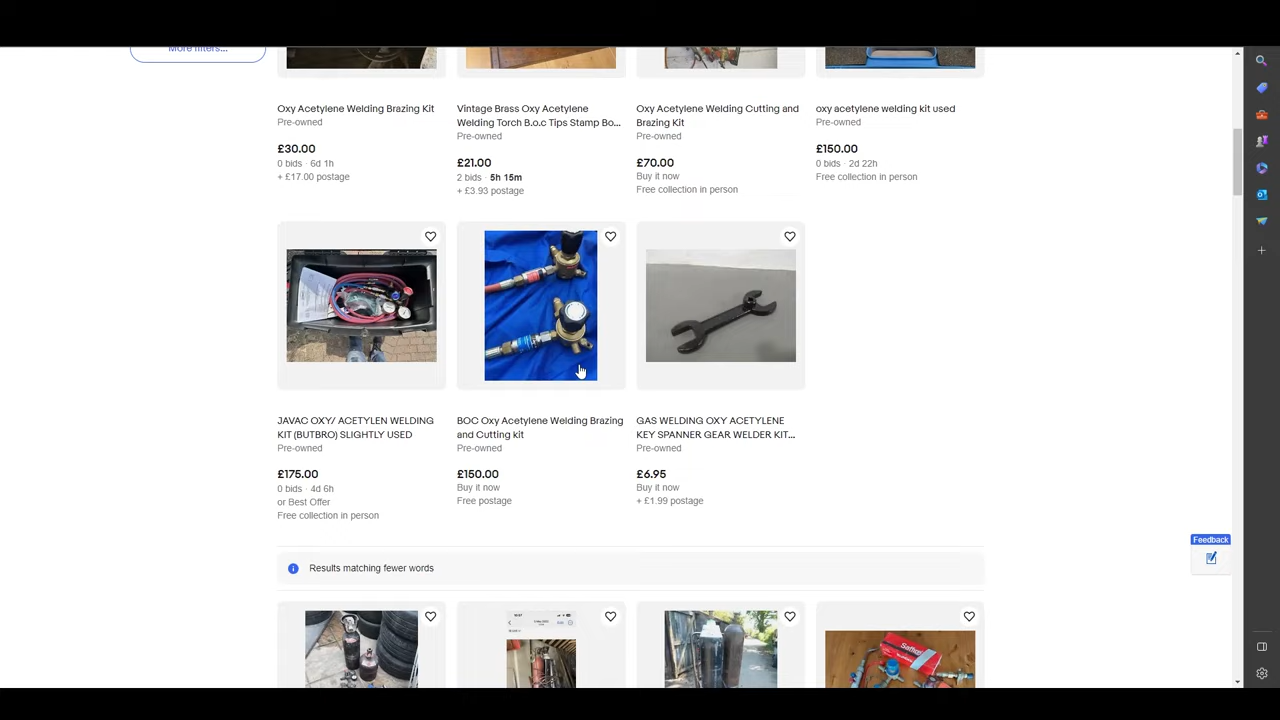 More filters...
Oxy Acetylene Welding Brazing Kit
Pre-owned
£30.00
0 bids · 6d 1h
+ £17.00 postage
Vintage Brass Oxy Acetylene
Welding Torch B.o.c Tips Stamp Bo...
Pre-owned
£21.00
2 bids · 5h 15m
+ £3.93 postage
Oxy Acetylene Welding Cutting and
Brazing Kit
Pre-owned
£70.00
Buy it now
Free collection in person
oxy acetylene welding kit used
Pre-owned
£150.00
0 bids · 2d 22h
Free collection in person
JAVAC OXY/ ACETYLEN WELDING
KIT (BUTBRO) SLIGHTLY USED
Pre-owned
£175.00
0 bids · 4d 6h
or Best Offer
Free collection in person
BOC Oxy Acetylene Welding Brazing
and Cutting kit
Pre-owned
£150.00
Buy it now
Free postage
GAS WELDING OXY ACETYLENE
KEY SPANNER GEAR WELDER KIT...
Pre-owned
£6.95
Buy it now
+ £1.99 postage
Feedback
Results matching fewer words